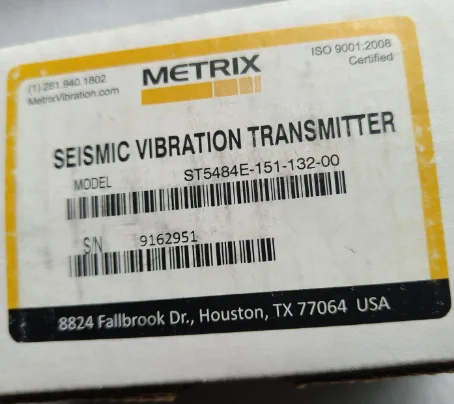 (1) 281.940.1802
MetrixVibration.com
METRIX
ISO 9001:2008
Certified
SEISMIC VIBRATION TRANSMITTER
MODEL ST5484E-151-132-00
S/N 9162951
8824 Fallbrook Dr., Houston, TX 77064 USA